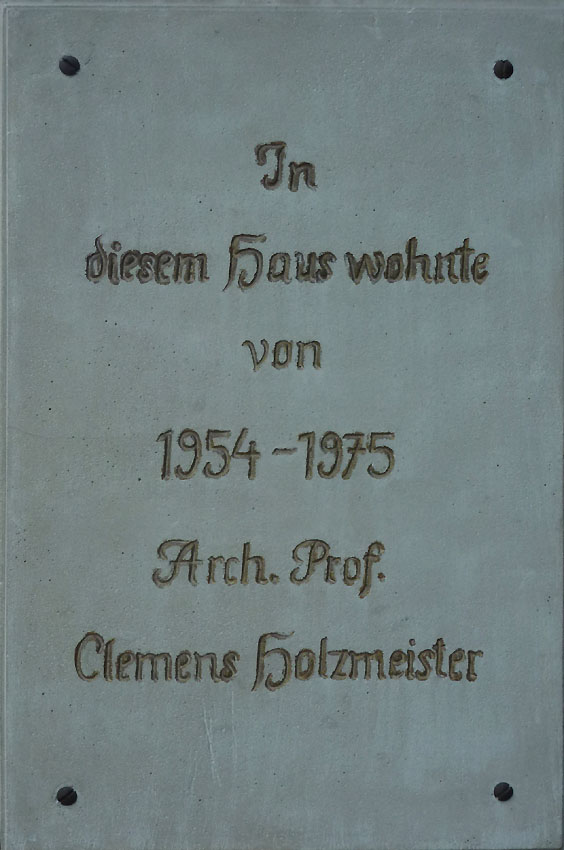 In
diesem Haus wohnte
von
1954 - 1975
Arch. Prof.
Clemens Holzmeister